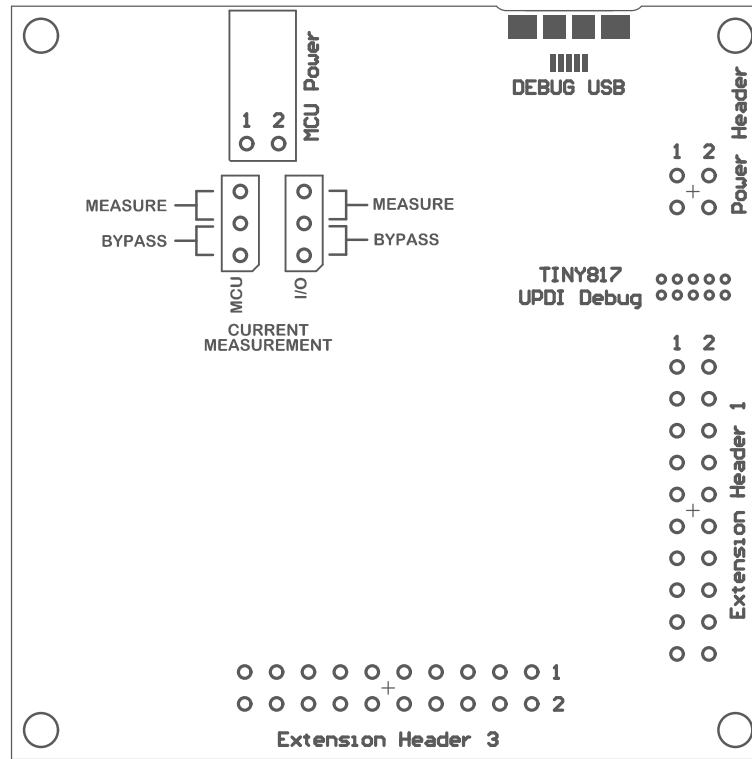 DEBUG USB
MCU Power
1 2
Power Header
1 2
MEASURE
BYPASS
MEASURE
BYPASS
MCU
I/O
CURRENT
MEASUREMENT
TINY817
UPDI Debug
1 2
Extension Header 1
1
2
Extension Header 3